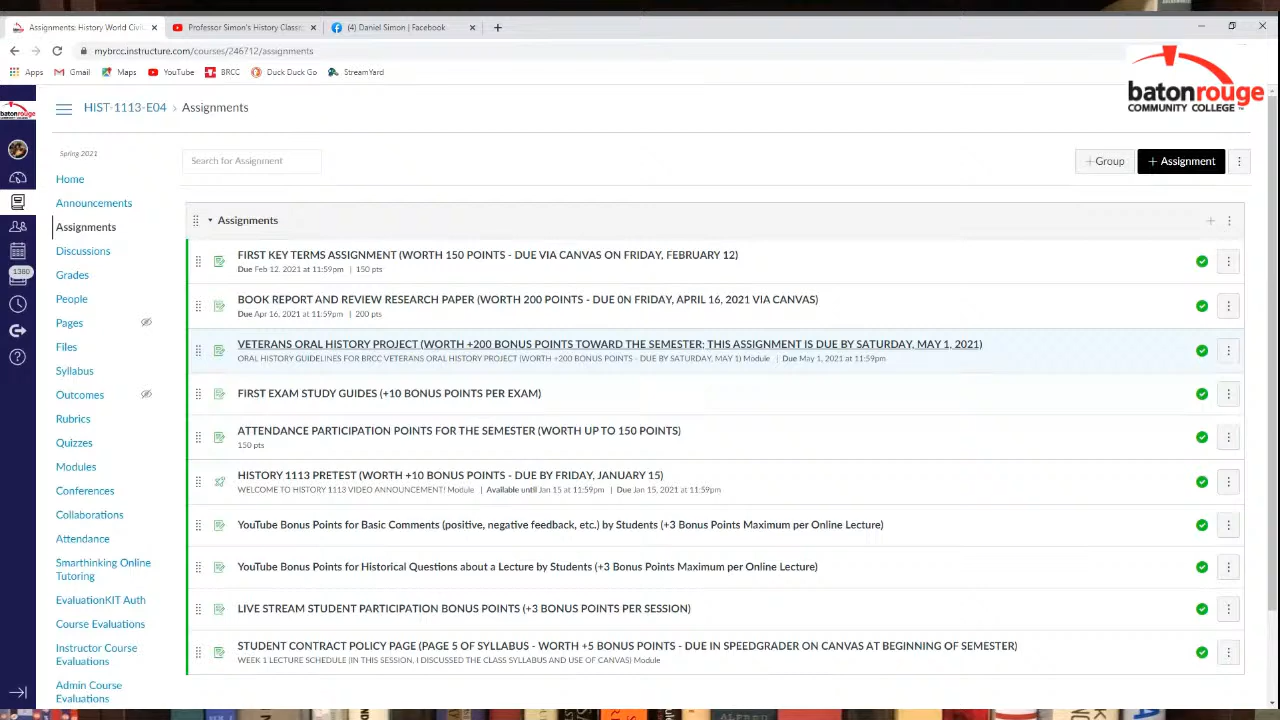 Assignments: History World Civi
Professor Simon's History Classr
(4) Daniel Simon | Facebook
mybrcc.instructure.com/courses/246712/assignments
Apps
Gmail
Maps
YouTube
BRCC
Duck Duck Go
StreamYard
batonrouge
COMMUNITY COLLEGE
batonrouge
HIST-1113-E04 › Assignments
Spring 2021
Search for Assignment
+ Group
+ Assignment
Home
Announcements
Assignments
Discussions
Grades
People
Pages
Files
Syllabus
Outcomes
Rubrics
Quizzes
Modules
Conferences
Collaborations
Attendance
Smarthinking Online
Tutoring
EvaluationKIT Auth
Course Evaluations
Instructor Course
Evaluations
Admin Course
Evaluations
1360
Assignments
FIRST KEY TERMS ASSIGNMENT (WORTH 150 POINTS - DUE VIA CANVAS ON FRIDAY, FEBRUARY 12)
Due Feb 12, 2021 at 11:59pm | 150 pts
BOOK REPORT AND REVIEW RESEARCH PAPER (WORTH 200 POINTS - DUE 0N FRIDAY, APRIL 16, 2021 VIA CANVAS)
Due Apr 16, 2021 at 11:59pm | 200 pts
VETERANS ORAL HISTORY PROJECT (WORTH +200 BONUS POINTS TOWARD THE SEMESTER; THIS ASSIGNMENT IS DUE BY SATURDAY, MAY 1, 2021)
ORAL HISTORY GUIDELINES FOR BRCC VETERANS ORAL HISTORY PROJECT (WORTH +200 BONUS POINTS - DUE BY SATURDAY, MAY 1) Module | Due May 1, 2021 at 11:59pm
FIRST EXAM STUDY GUIDES (+10 BONUS POINTS PER EXAM)
ATTENDANCE PARTICIPATION POINTS FOR THE SEMESTER (WORTH UP TO 150 POINTS)
150 pts
HISTORY 1113 PRETEST (WORTH +10 BONUS POINTS - DUE BY FRIDAY, JANUARY 15)
WELCOME TO HISTORY 1113 VIDEO ANNOUNCEMENT! Module | Available until Jan 15 at 11:59pm | Due Jan 15, 2021 at 11:59pm
YouTube Bonus Points for Basic Comments (positive, negative feedback, etc.) by Students (+3 Bonus Points Maximum per Online Lecture)
YouTube Bonus Points for Historical Questions about a Lecture by Students (+3 Bonus Points Maximum per Online Lecture)
LIVE STREAM STUDENT PARTICIPATION BONUS POINTS (+3 BONUS POINTS PER SESSION)
STUDENT CONTRACT POLICY PAGE (PAGE 5 OF SYLLABUS - WORTH +5 BONUS POINTS - DUE IN SPEEDGRADER ON CANVAS AT BEGINNING OF SEMESTER)
WEEK 1 LECTURE SCHEDULE (IN THIS SESSION, I DISCUSSED THE CLASS SYLLABUS AND USE OF CANVAS) Module